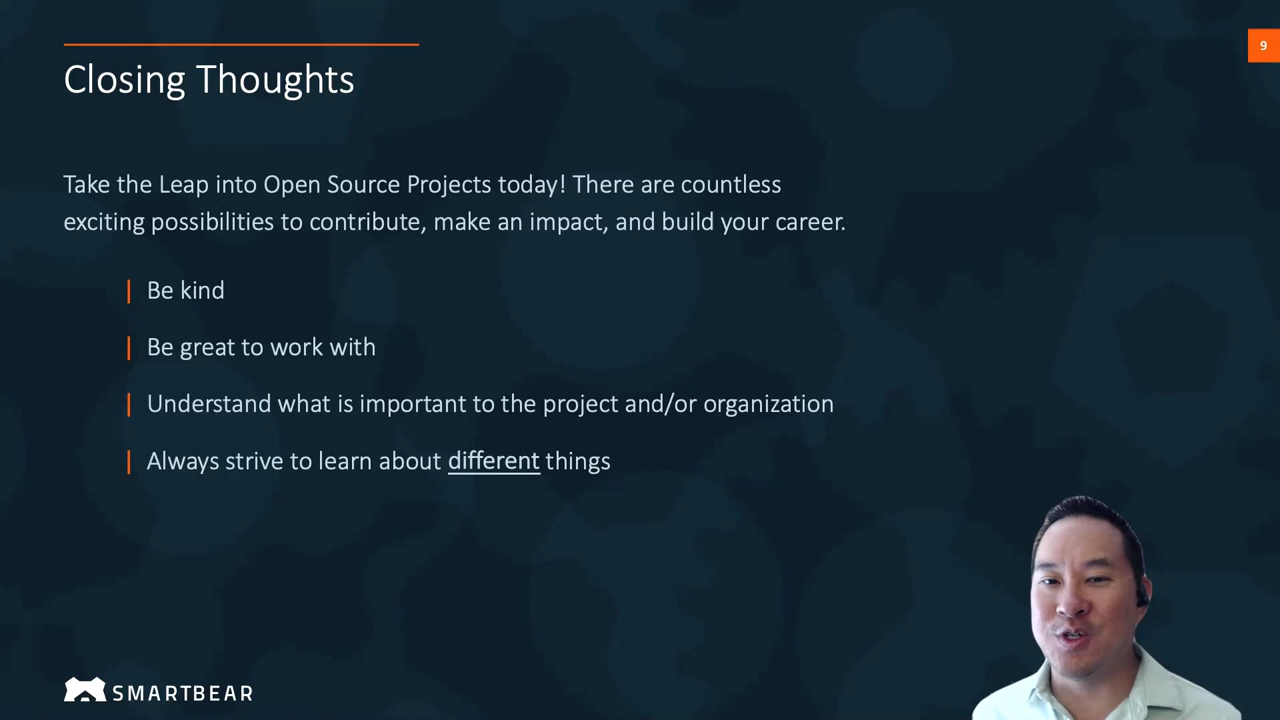 9
Closing Thoughts
Take the Leap into Open Source Projects today! There are countless
exciting possibilities to contribute, make an impact, and build your career.
Be kind
Be great to work with
Understand what is important to the project and/or organization
Always strive to learn about different things
SMARTBEAR